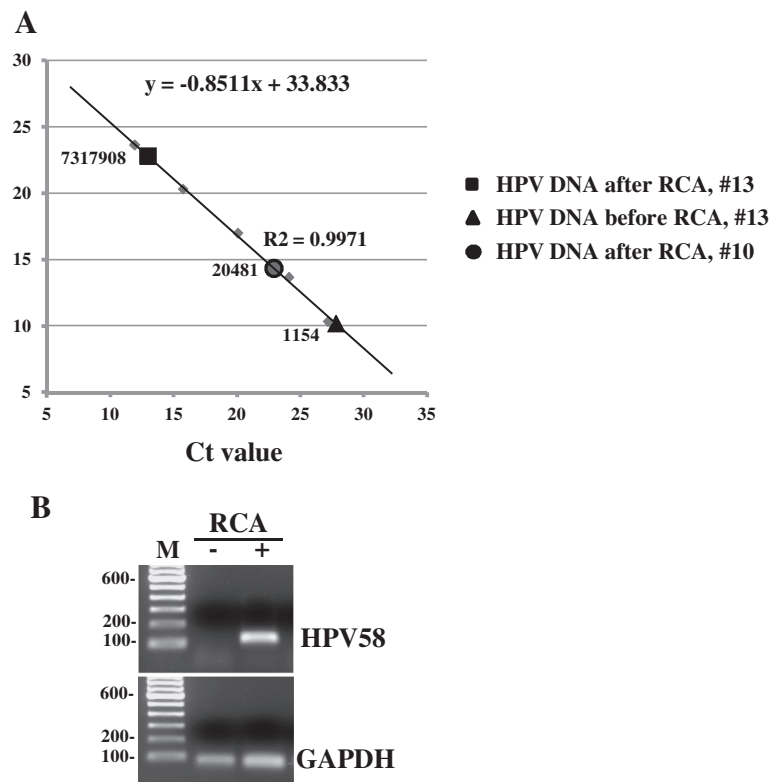 A
30
25
20
15
10
5
y = -0.8511x + 33.833
7317908
R2 = 0.9971
20481
1154
5 10 15 20 25 30 35
Ct value
HPV DNA after RCA, #13
HPV DNA before RCA, #13
HPV DNA after RCA, #10
B
RCA
M - +
600-
200-
100-
HPV58
600-
200-
100-
GAPDH